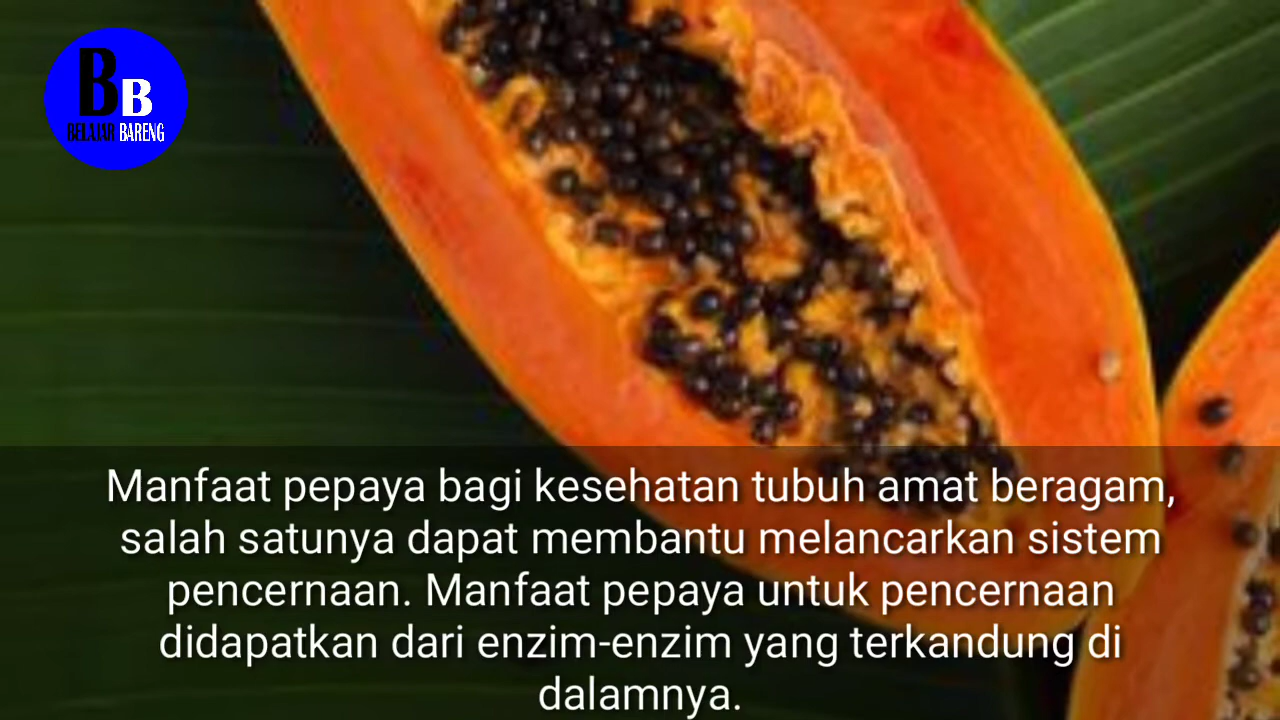 BB
BELAJAR BARENG
Manfaat pepaya bagi kesehatan tubuh amat beragam,
salah satunya dapat membantu melancarkan sistem
pencernaan. Manfaat pepaya untuk pencernaan
didapatkan dari enzim-enzim yang terkandung di
dalamnya.